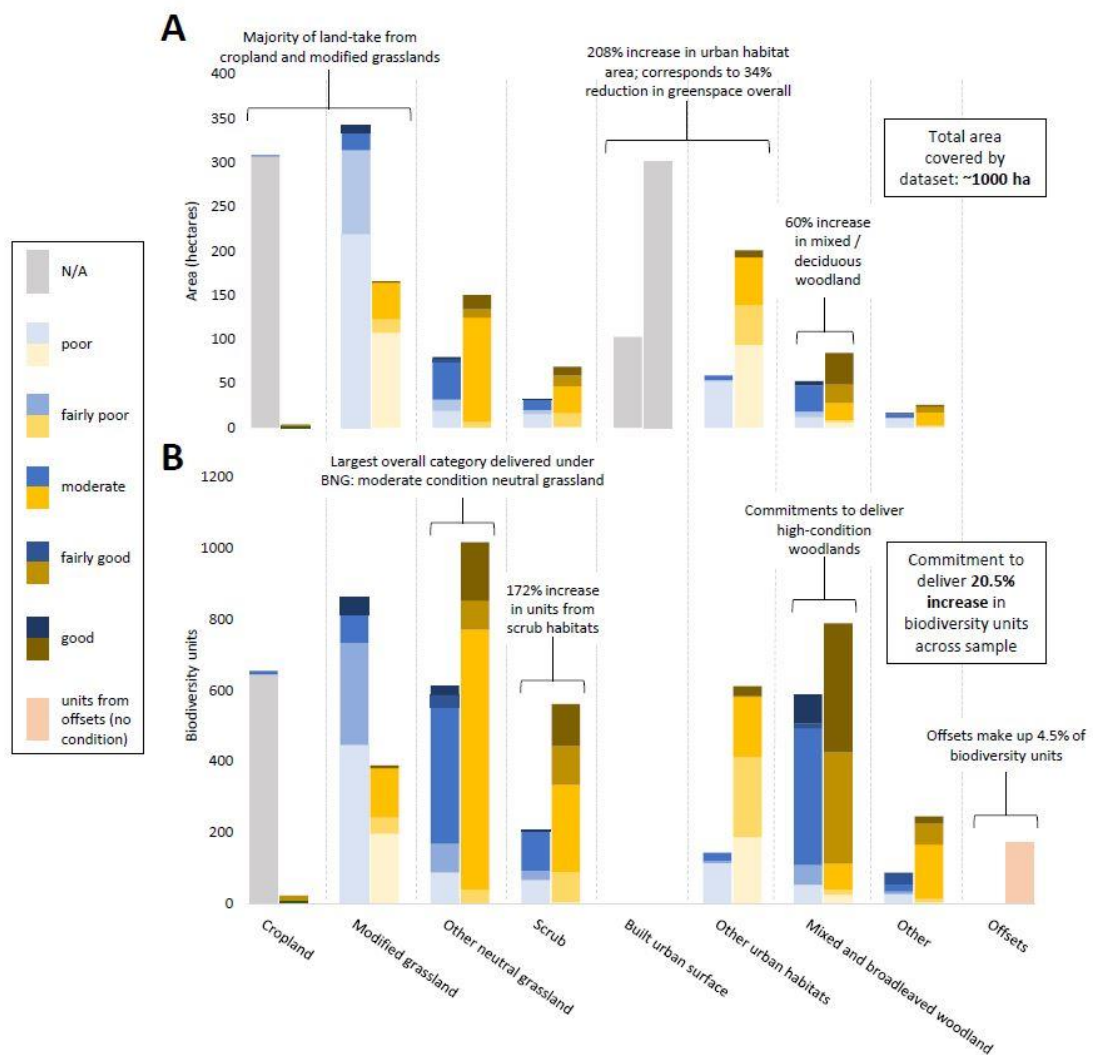 A
Majority of land-take from
cropland and modified grasslands
208% increase in urban habitat
area; corresponds to 34%
reduction in greenspace overall
Total area
covered by
dataset: ~1000 ha
60% increase
in mixed /
deciduous
woodland
Area (hectares)
400
350
300
250
200
150
100
50
0
N/A
poor
fairly poor
moderate
fairly good
good
units from
offsets (no
condition)
B
Largest overall category delivered under
BNG: moderate condition neutral grassland
172% increase
in units from
scrub habitats
Commitments to deliver
high-condition
woodlands
Commitment to
deliver 20.5%
increase in
biodiversity units
across sample
Offsets make up 4.5% of
biodiversity units
Biodiversity units
1200
1000
800
600
400
200
0
Cropland
Modified grassland
Other neutral grassland
Scrub
Built urban surface
Other urban habitats
Mixed and broadleaved woodland
Other
Offsets